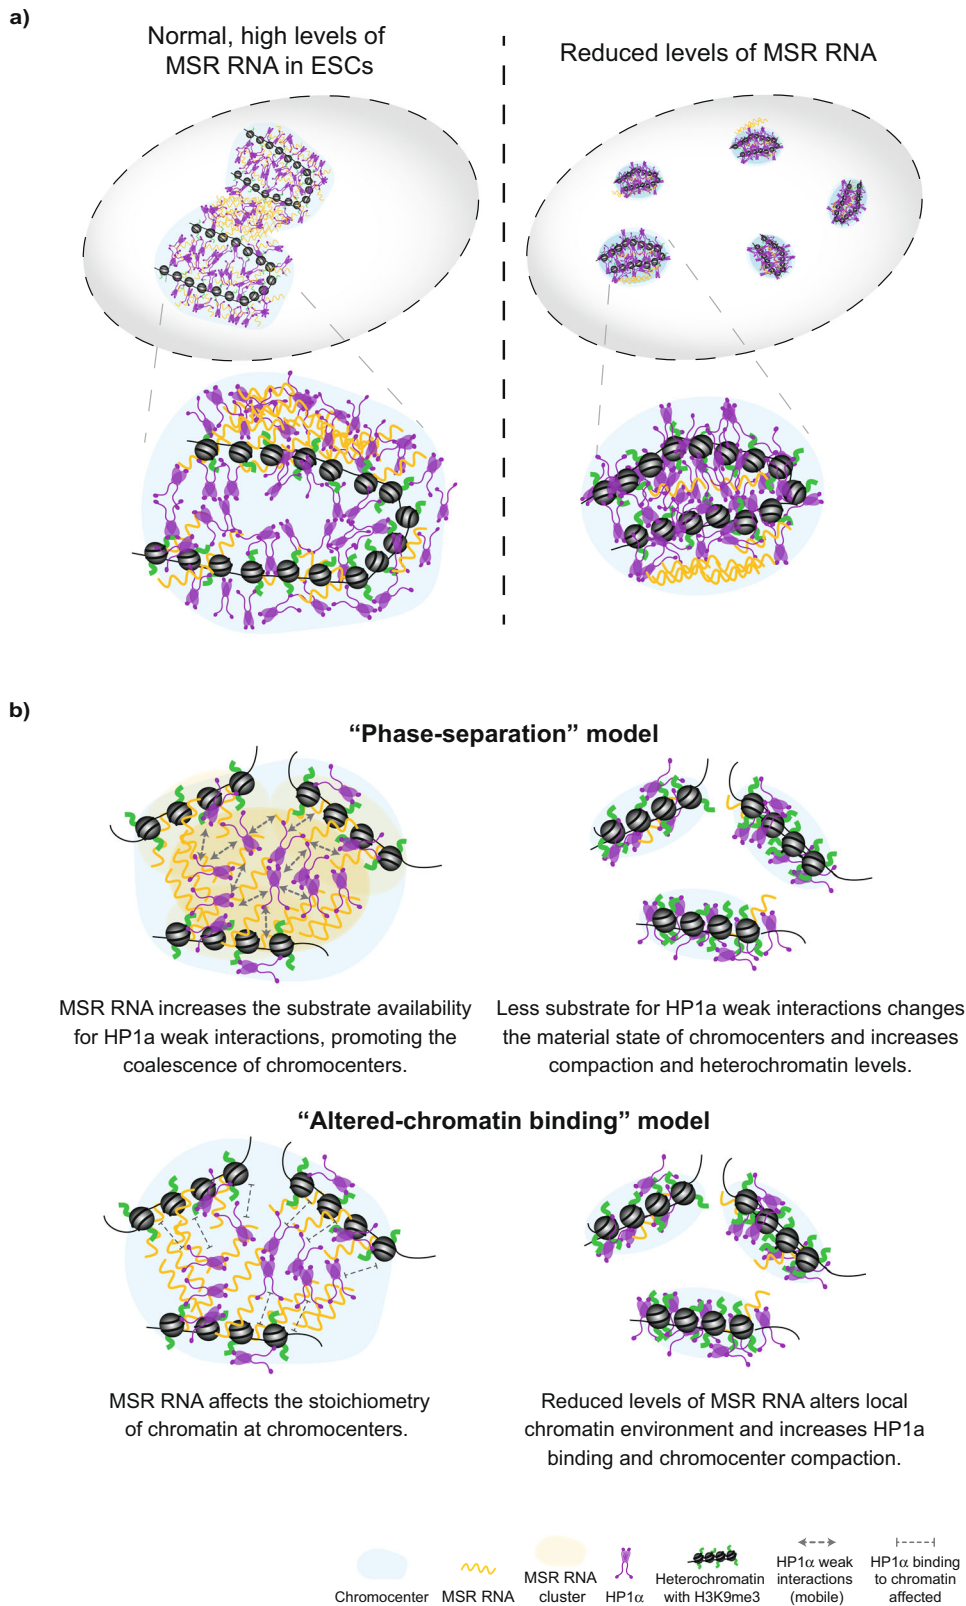 a)
Normal, high levels of
MSR RNA in ESCs
Reduced levels of MSR RNA
b)
“Phase-separation” model
MSR RNA increases the substrate availability
for HP1a weak interactions, promoting the
coalescence of chromocenters.
Less substrate for HP1a weak interactions changes
the material state of chromocenters and increases
compaction and heterochromatin levels.
“Altered-chromatin binding” model
MSR RNA affects the stoichiometry
of chromatin at chromocenters.
Reduced levels of MSR RNA alters local
chromatin environment and increases HP1a
binding and chromocenter compaction.
Chromocenter
MSR RNA
MSR RNA
cluster
HP1α
Heterochromatin
with H3K9me3
HP1α weak
interactions
(mobile)
HP1α binding
to chromatin
affected